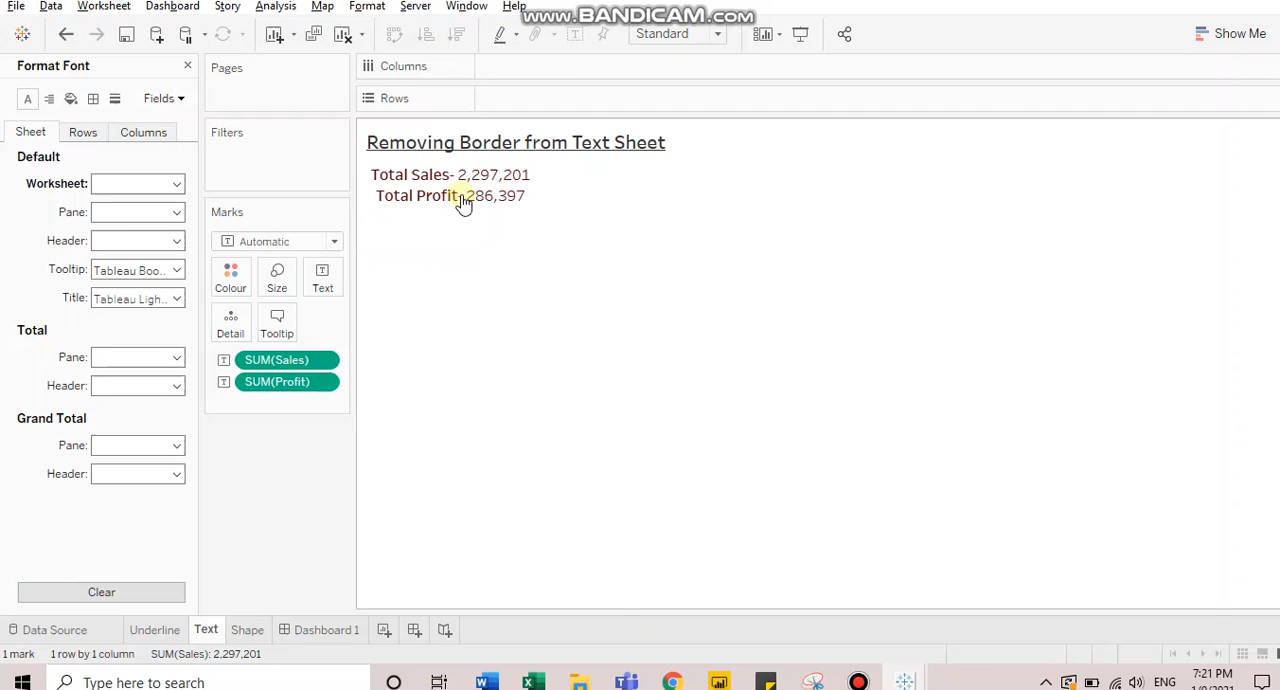 www.BANDICAM.com
File Data Worksheet Dashboard Story Analysis Map Format Server Window Help
Standard
Show Me
Format Font
Fields
Sheet Rows Columns
Default
Worksheet:
Pane:
Header:
Tooltip: Tableau Boo..
Title: Tableau Ligh..
Total
Pane:
Header:
Grand Total
Pane:
Header:
Clear
Pages
Filters
Marks
Automatic
Colour Size Text
Detail Tooltip
SUM(Sales)
SUM(Profit)
Columns
Rows
Removing Border from Text Sheet
Total Sales- 2,297,201
Total Profit- 286,397
Data Source Underline Text Shape Dashboard 1
1 mark 1 row by 1 column SUM(Sales): 2,297,201
Type here to search
ENG
7:21 PM